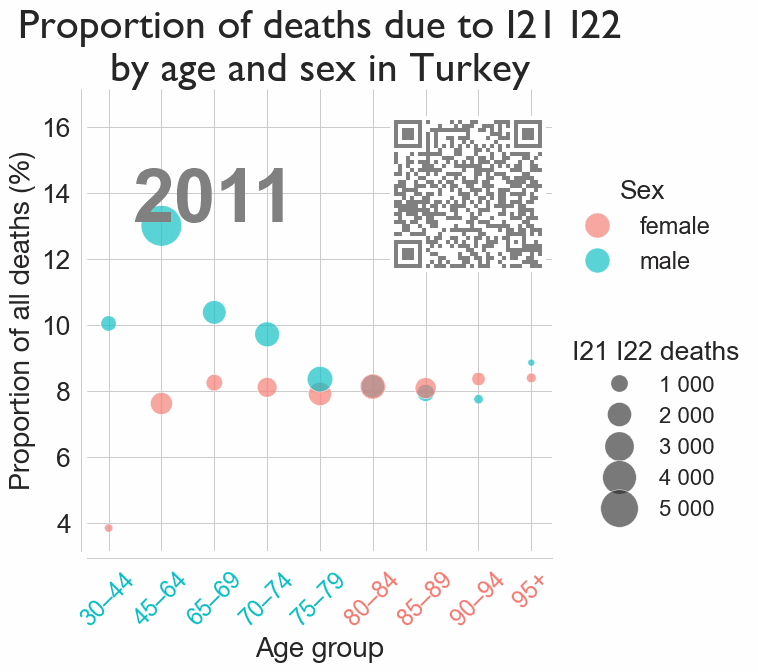 Proportion of deaths due to I21 I22
by age and sex in Turkey
Proportion of all deaths (%)
16
14
12
10
8
6
4
2011
30–44
45–64
65–69
70–74
75–79
80–84
85–89
90–94
95+
Age group
Sex
female
male
I21 I22 deaths
1 000
2 000
3 000
4 000
5 000